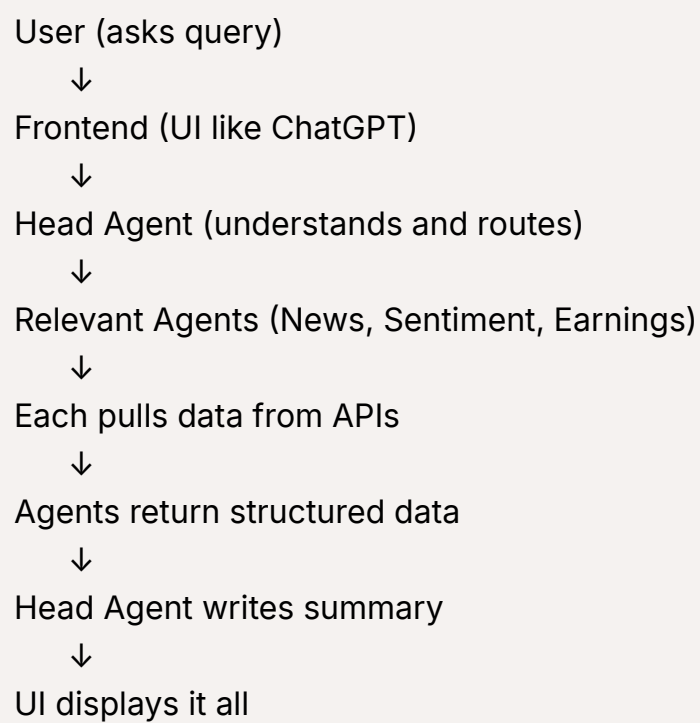 User (asks query)
↓
Frontend (UI like ChatGPT)
↓
Head Agent (understands and routes)
↓
Relevant Agents (News, Sentiment, Earnings)
↓
Each pulls data from APIs
↓
Agents return structured data
↓
Head Agent writes summary
↓
UI displays it all